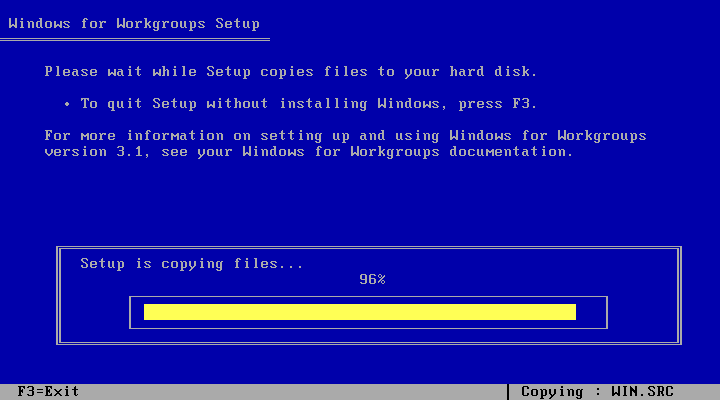 Windows for Workgroups Setup
Please wait while Setup copies files to your hard disk.
• To quit Setup without installing Windows, press F3.
For more information on setting up and using Windows for Workgroups
version 3.1, see your Windows for Workgroups documentation.
Setup is copying files...
96%
F3=Exit
Copying : WIN.SRC